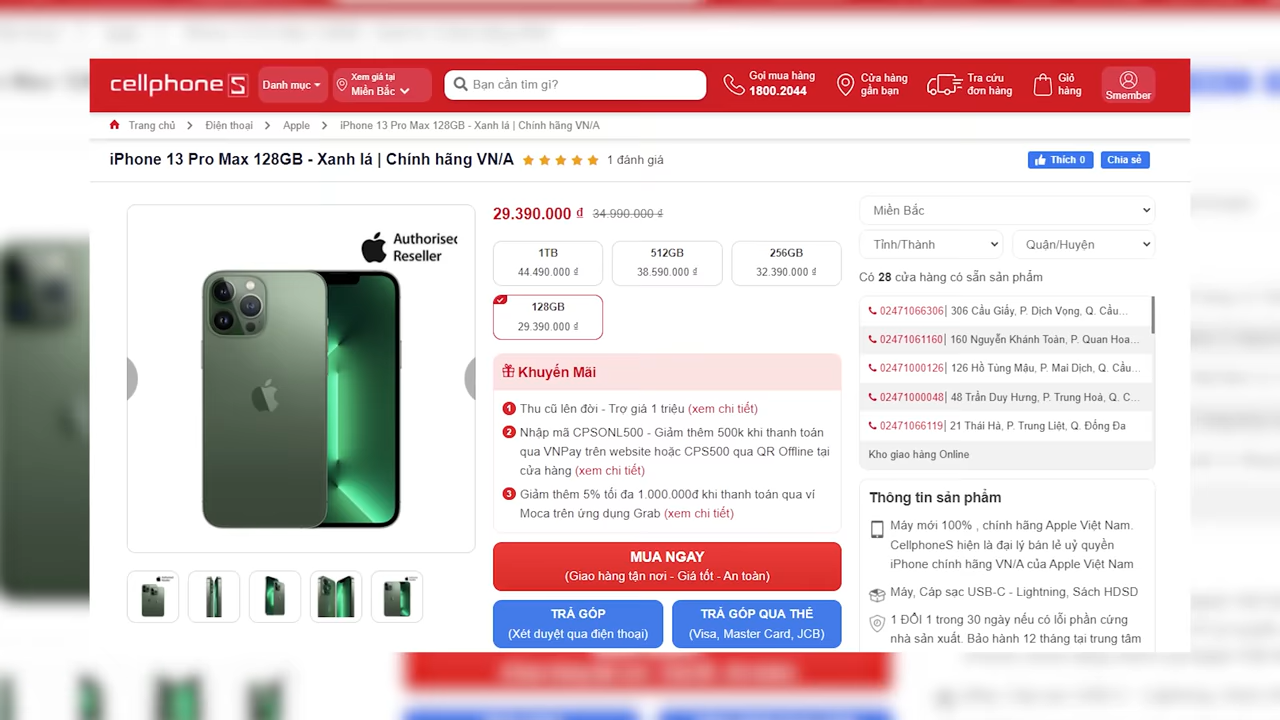 cellphoneS
Danh mục
Xem giá tại
Miền Bắc
Bạn cần tìm gì?
Gọi mua hàng
1800.2044
Cửa hàng
gần bạn
Tra cứu
đơn hàng
Giỏ
hàng
Smember
Trang chủ > Điện thoại > Apple > iPhone 13 Pro Max 128GB - Xanh lá | Chính hãng VN/A
iPhone 13 Pro Max 128GB - Xanh lá | Chính hãng VN/A
1 đánh giá
Thích 0
Chia sẻ
Authorised
Reseller
29.390.000 ₫ 34.990.000 ₫
1TB
44.490.000 ₫
512GB
38.590.000 ₫
256GB
32.390.000 ₫
128GB
29.390.000 ₫
Khuyến Mãi
1 Thu cũ lên đời - Trợ giá 1 triệu (xem chi tiết)
2 Nhập mã CPSONL500 - Giảm thêm 500k khi thanh toán
qua VNPay trên website hoặc CPS500 qua QR Offline tại
cửa hàng (xem chi tiết)
3 Giảm thêm 5% tối đa 1.000.000đ khi thanh toán qua ví
Moca trên ứng dụng Grab (xem chi tiết)
MUA NGAY
(Giao hàng tận nơi - Giá tốt - An toàn)
TRẢ GÓP
(Xét duyệt qua điện thoại)
TRẢ GÓP QUA THẺ
(Visa, Master Card, JCB)
Miền Bắc
Tỉnh/Thành
Quận/Huyện
Có 28 cửa hàng có sẵn sản phẩm
02471066306| 306 Cầu Giấy, P. Dịch Vọng, Q. Cầu...
02471061160| 160 Nguyễn Khánh Toàn, P. Quan Hoa...
02471000126| 126 Hồ Tùng Mậu, P. Mai Dịch, Q. Cầu...
02471000048| 48 Trần Duy Hưng, P. Trung Hoà, Q. C...
02471066119| 21 Thái Hà, P. Trung Liệt, Q. Đống Đa
Kho giao hàng Online
Thông tin sản phẩm
Máy mới 100% , chính hãng Apple Việt Nam.
CellphoneS hiện là đại lý bán lẻ uỷ quyền
iPhone chính hãng VN/A của Apple Việt Nam
Máy, Cáp sạc USB-C - Lightning, Sách HDSD
1 ĐỔI 1 trong 30 ngày nếu có lỗi phần cứng
nhà sản xuất. Bảo hành 12 tháng tại trung tâm